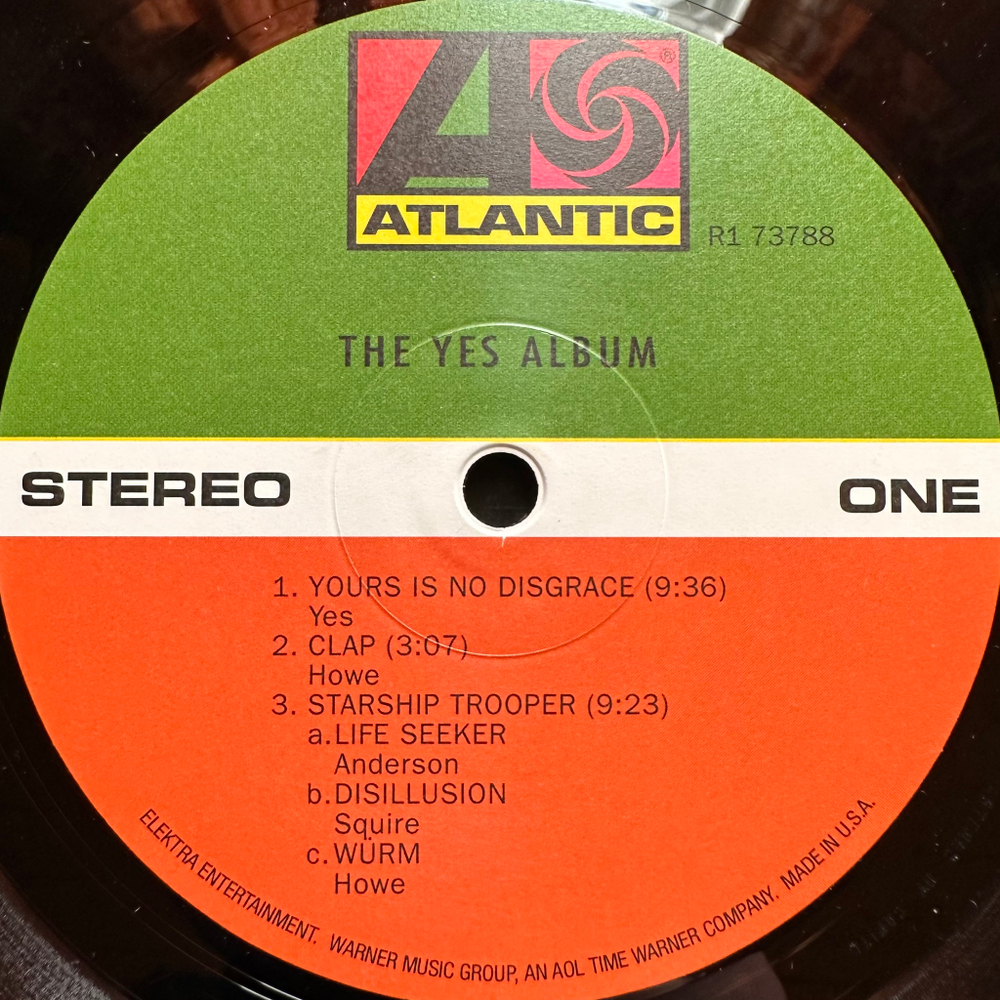 ®
ATLANTIC
R1 73788
THE YES ALBUM
STEREO
ONE
1. YOURS IS NO DISGRACE (9:36)
Yes
2. CLAP (3:07)
Howe
3. STARSHIP TROOPER (9:23)
a. LIFE SEEKER
Anderson
b. DISILLUSION
Squire
c. WÜRM
Howe
ELEKTRA ENTERTAINMENT. WARNER MUSIC GROUP, AN AOL TIME WARNER COMPANY. MADE IN U.S.A.